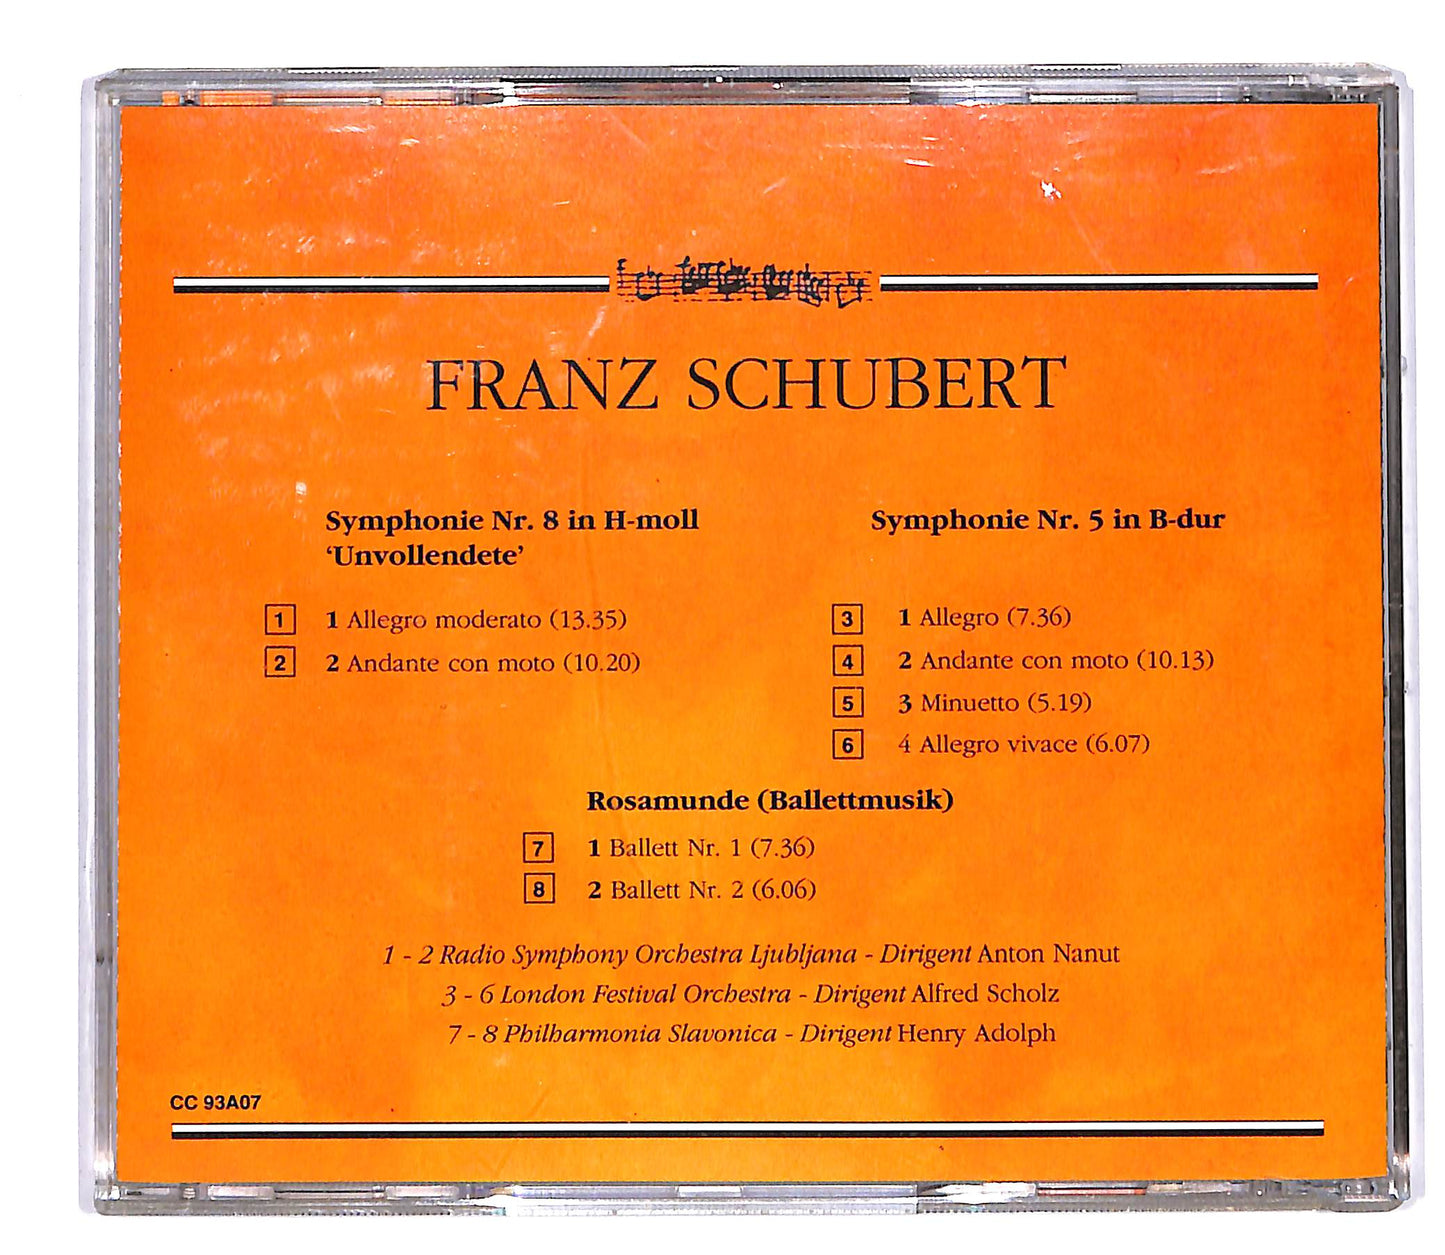 FRANZ SCHUBERT
Symphonie Nr. 8 in H-moll
‘Unvollendete’
1 1 Allegro moderato (13.35)
2 2 Andante con moto (10.20)
Symphonie Nr. 5 in B-dur
3 1 Allegro (7.36)
4 2 Andante con moto (10.13)
5 3 Minuetto (5.19)
6 4 Allegro vivace (6.07)
Rosamunde (Ballettmusik)
7 1 Ballett Nr. 1 (7.36)
8 2 Ballett Nr. 2 (6.06)
1 - 2 Radio Symphony Orchestra Ljubljana - Dirigent Anton Nanut
3 - 6 London Festival Orchestra - Dirigent Alfred Scholz
7 - 8 Philharmonia Slavonica - Dirigent Henry Adolph
CC 93A07